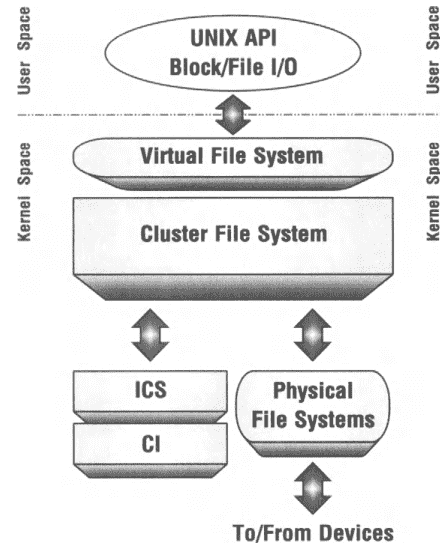 User Space
User Space
UNIX API
Block/File I/O
Kernel Space
Kernel Space
Virtual File System
Cluster File System
ICS
CI
Physical
File Systems
To/From Devices